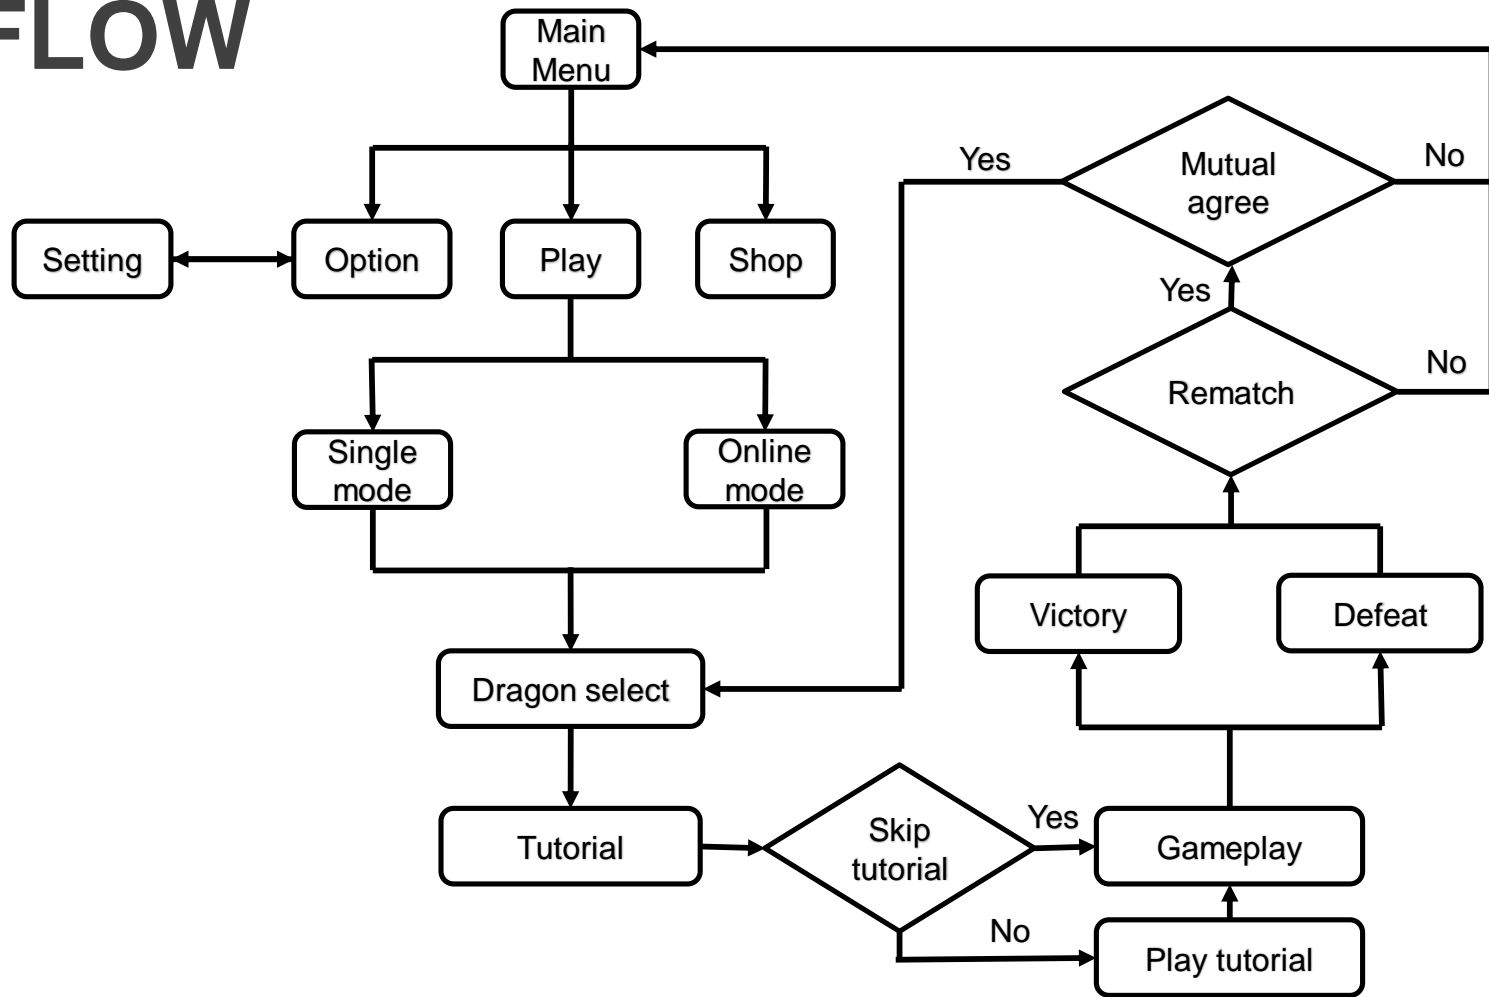 FLOW
Main
Menu
Yes
Mutual
agree
No
Setting
Option
Play
Shop
Yes
No
Rematch
Single
mode
Online
mode
Victory
Defeat
Dragon select
Skip
tutorial
Yes
Tutorial
Gameplay
No
Play tutorial